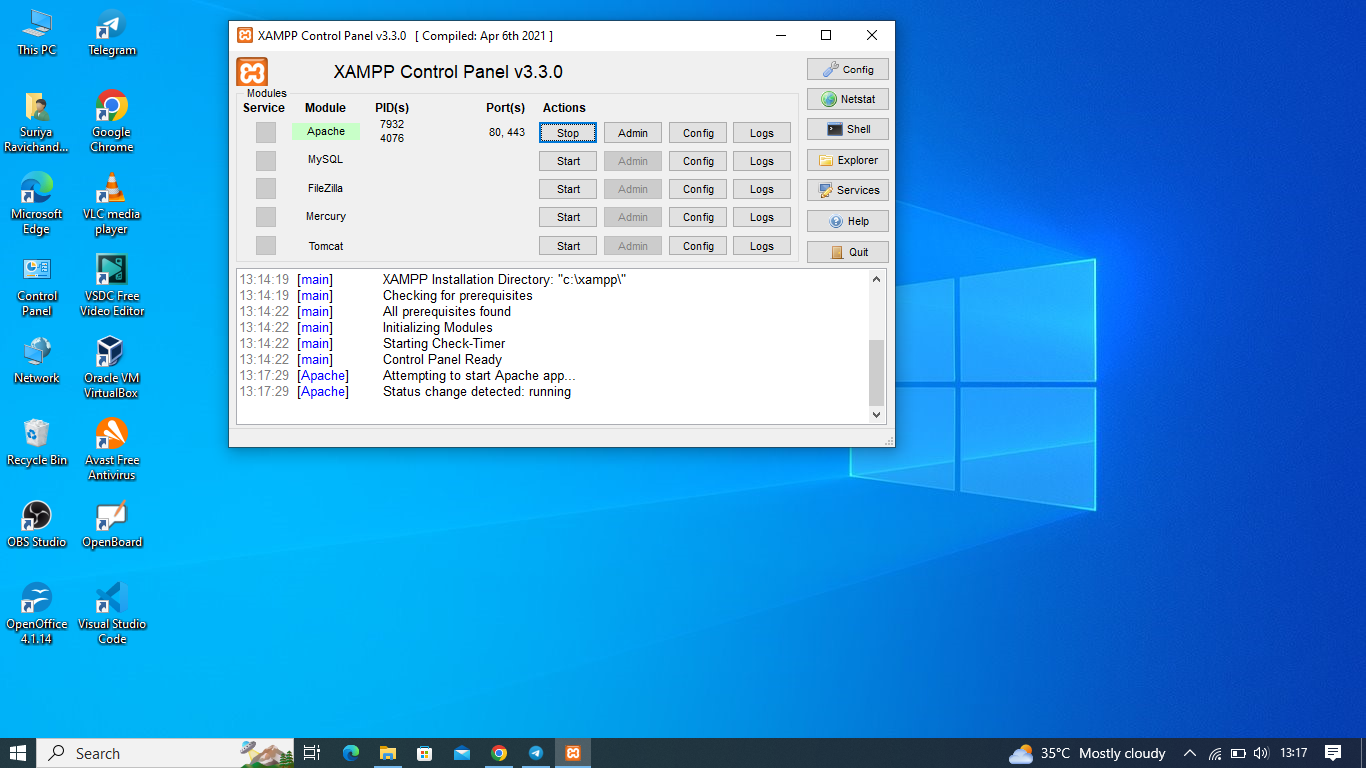 This PC
Telegram
Suriya
Ravichand...
Google
Chrome
Microsoft
Edge
VLC media
player
Control
Panel
VSDC Free
Video Editor
Network
Oracle VM
VirtualBox
Recycle Bin
Avast Free
Antivirus
OBS Studio
OpenBoard
OpenOffice
4.1.14
Visual Studio
Code
XAMPP Control Panel v3.3.0 [ Compiled: Apr 6th 2021 ]
XAMPP Control Panel v3.3.0
Modules
Service Module PID(s) Port(s) Actions
Apache 7932
4076 80, 443 Stop Admin Config Logs
MySQL Start Admin Config Logs
FileZilla Start Admin Config Logs
Mercury Start Admin Config Logs
Tomcat Start Admin Config Logs
Config
Netstat
Shell
Explorer
Services
Help
Quit
13:14:19 [main] XAMPP Installation Directory: "c:\xampp\"
13:14:19 [main] Checking for prerequisites
13:14:22 [main] All prerequisites found
13:14:22 [main] Initializing Modules
13:14:22 [main] Starting Check-Timer
13:14:22 [main] Control Panel Ready
13:17:29 [Apache] Attempting to start Apache app...
13:17:29 [Apache] Status change detected: running
Search
35°C Mostly cloudy
13:17